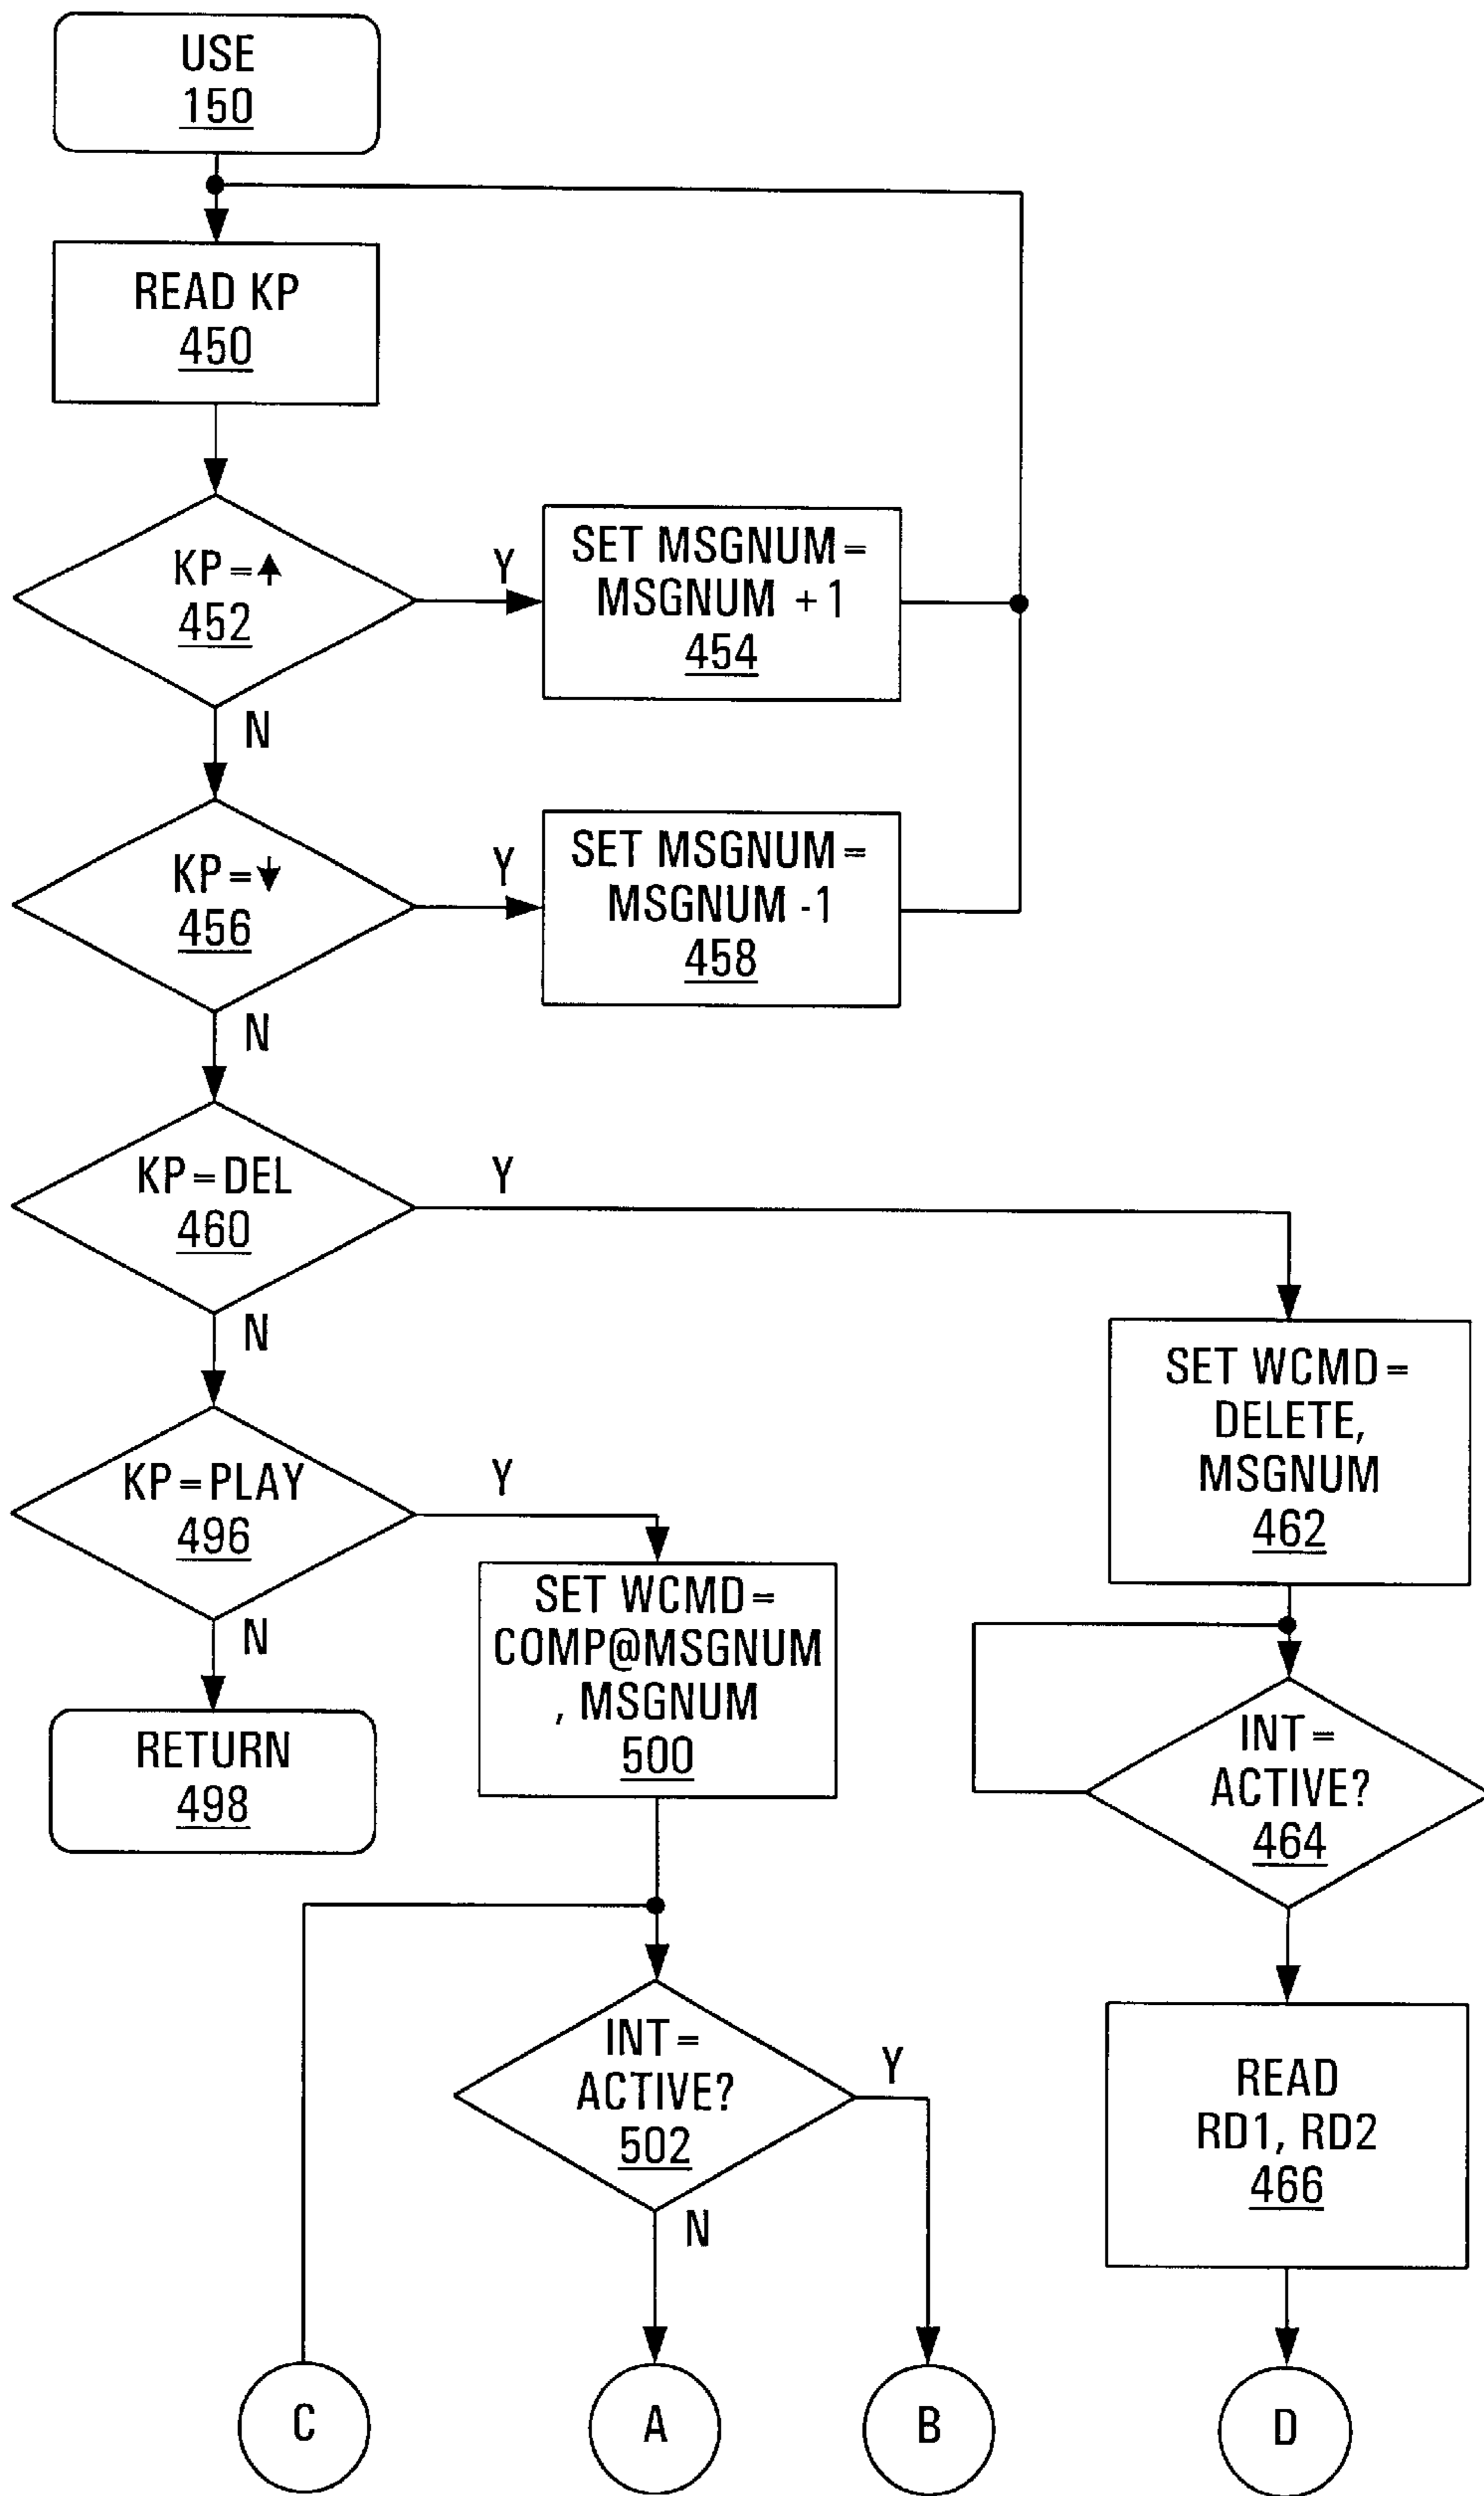 USE
150
READ KP
450
KP=↑
452
Y
SET MSGNUM=
MSGNUM +1
454
N
KP=↓
456
Y
SET MSGNUM=
MSGNUM -1
458
N
KP=DEL
460
Y
N
SET WCMD=
DELETE,
MSGNUM
462
KP=PLAY
496
Y
N
SET WCMD=
COMP@MSGNUM
, MSGNUM
500
RETURN
498
INT=
ACTIVE?
464
INT=
ACTIVE?
502
Y
N
READ
RD1, RD2
466
C
A
B
D